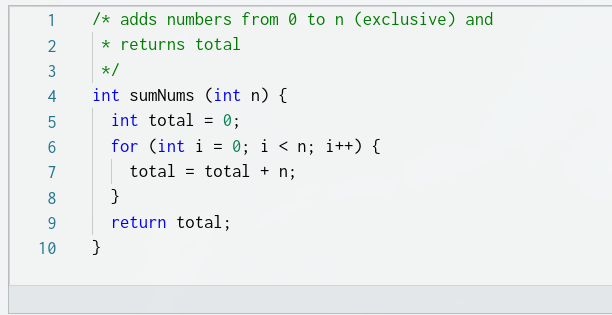 1 /* adds numbers from 0 to n (exclusive) and
2 * returns total
3 */
4 int sumNums (int n) {
5 int total = 0;
6 for (int i = 0; i < n; i++) {
7 total = total + n;
8 }
9 return total;
10 }